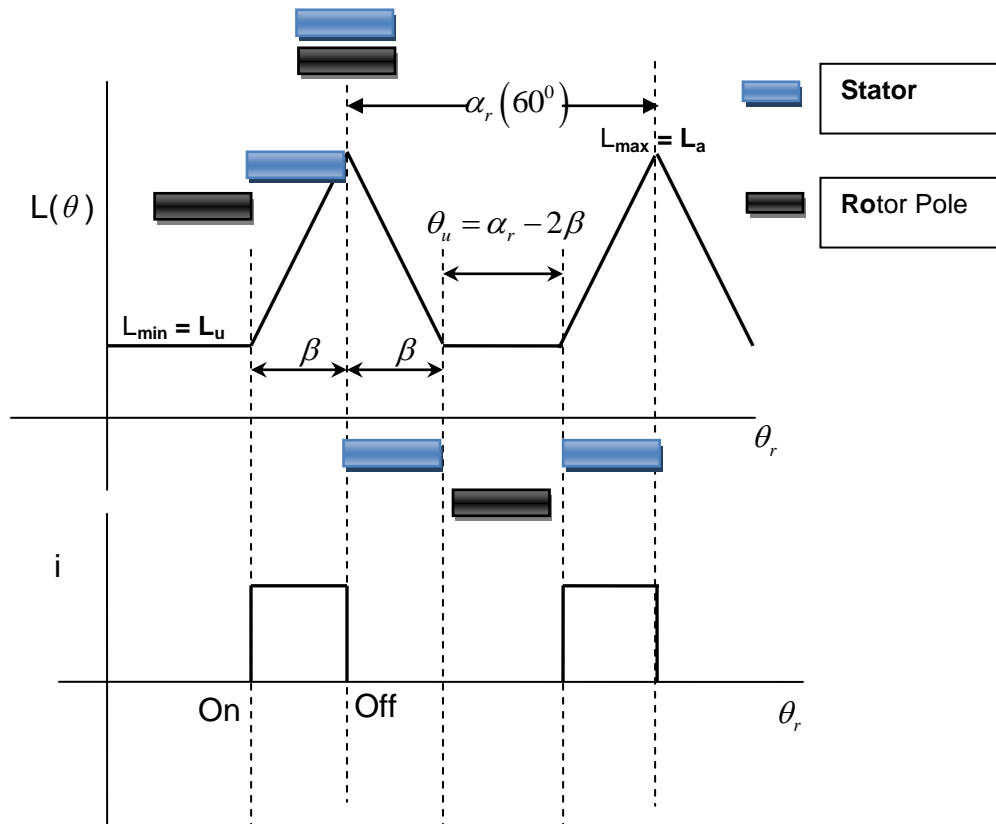 α_r(60⁰)
Stator
L_max = L_a
L(θ)
θ_u = α_r − 2β
Rotor Pole
L_min = L_u
β β
θ_r
i
On Off
θ_r